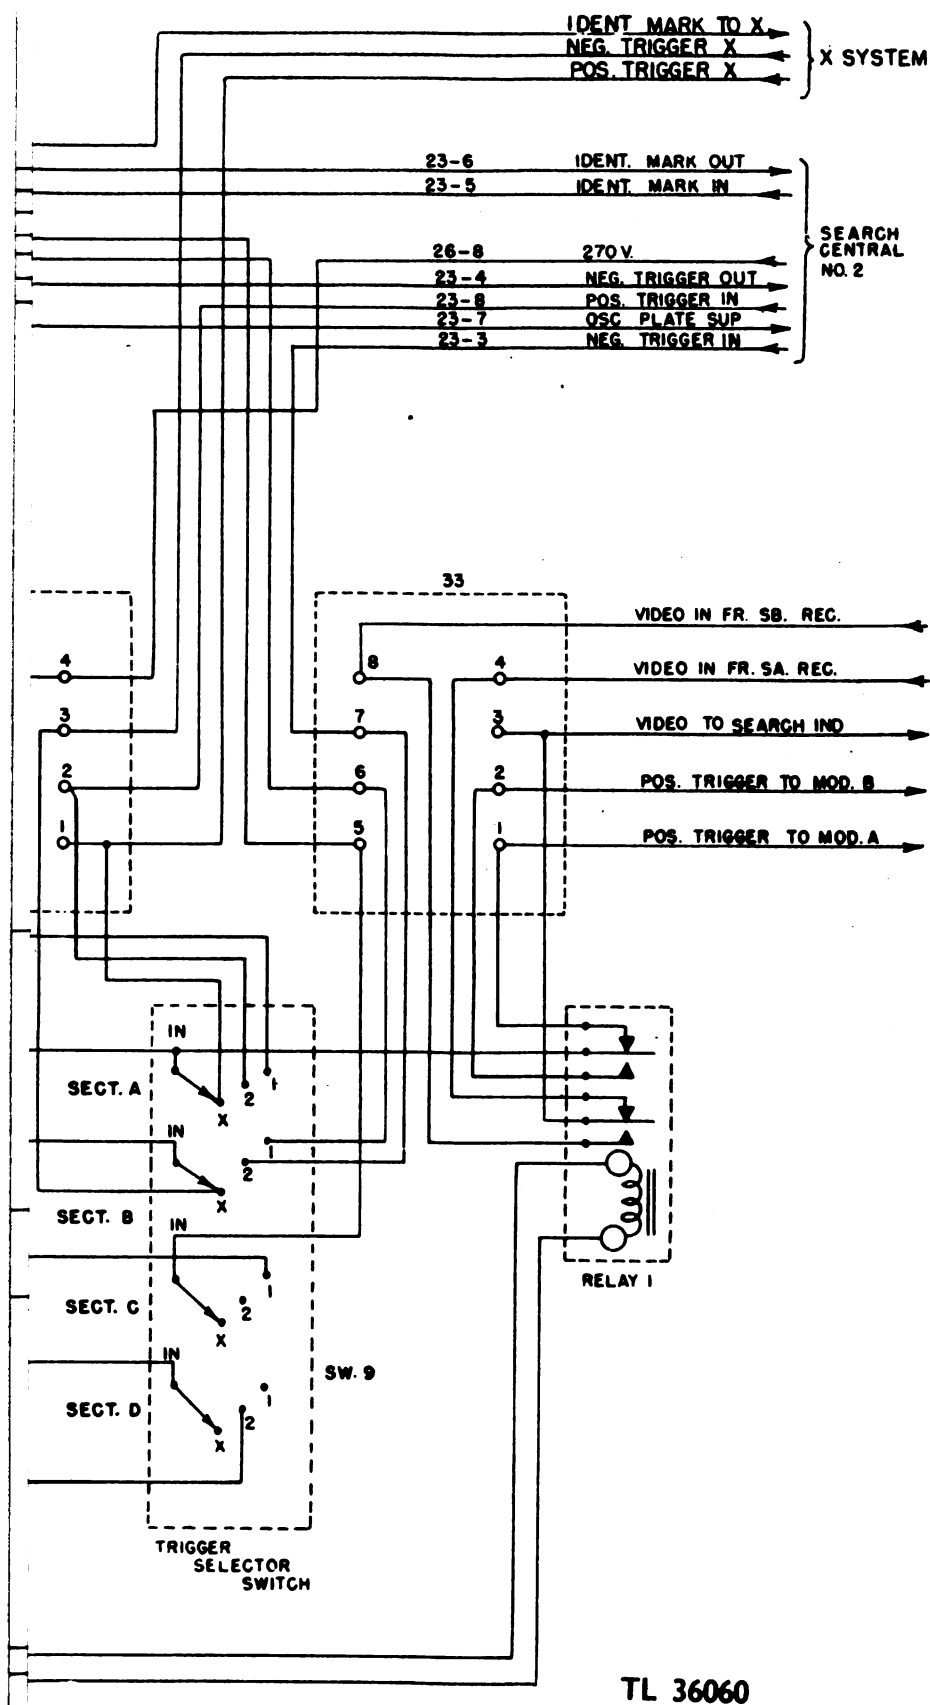 IDENT MARK TO X
NEG. TRIGGER X
POS. TRIGGER X
X SYSTEM
23-6 IDENT. MARK OUT
23-5 IDENT. MARK IN
26-8 270 V.
23-4 NEG. TRIGGER OUT
23-8 POS. TRIGGER IN
23-7 OSC PLATE SUP
23-3 NEG. TRIGGER IN
SEARCH
CENTRAL
NO. 2
33
VIDEO IN FR. SB. REC.
4 8 4 VIDEO IN FR. SA. REC.
3 7 3 VIDEO TO SEARCH IND
2 6 2 POS. TRIGGER TO MOD. B
1 5 1 POS. TRIGGER TO MOD. A
IN
SECT. A
1
2
X
IN
1
2
X
SECT. B
IN
SECT. C
1
2
X
IN
SECT. D
1
2
X
SW. 9
RELAY 1
TRIGGER
SELECTOR
SWITCH
TL 36060